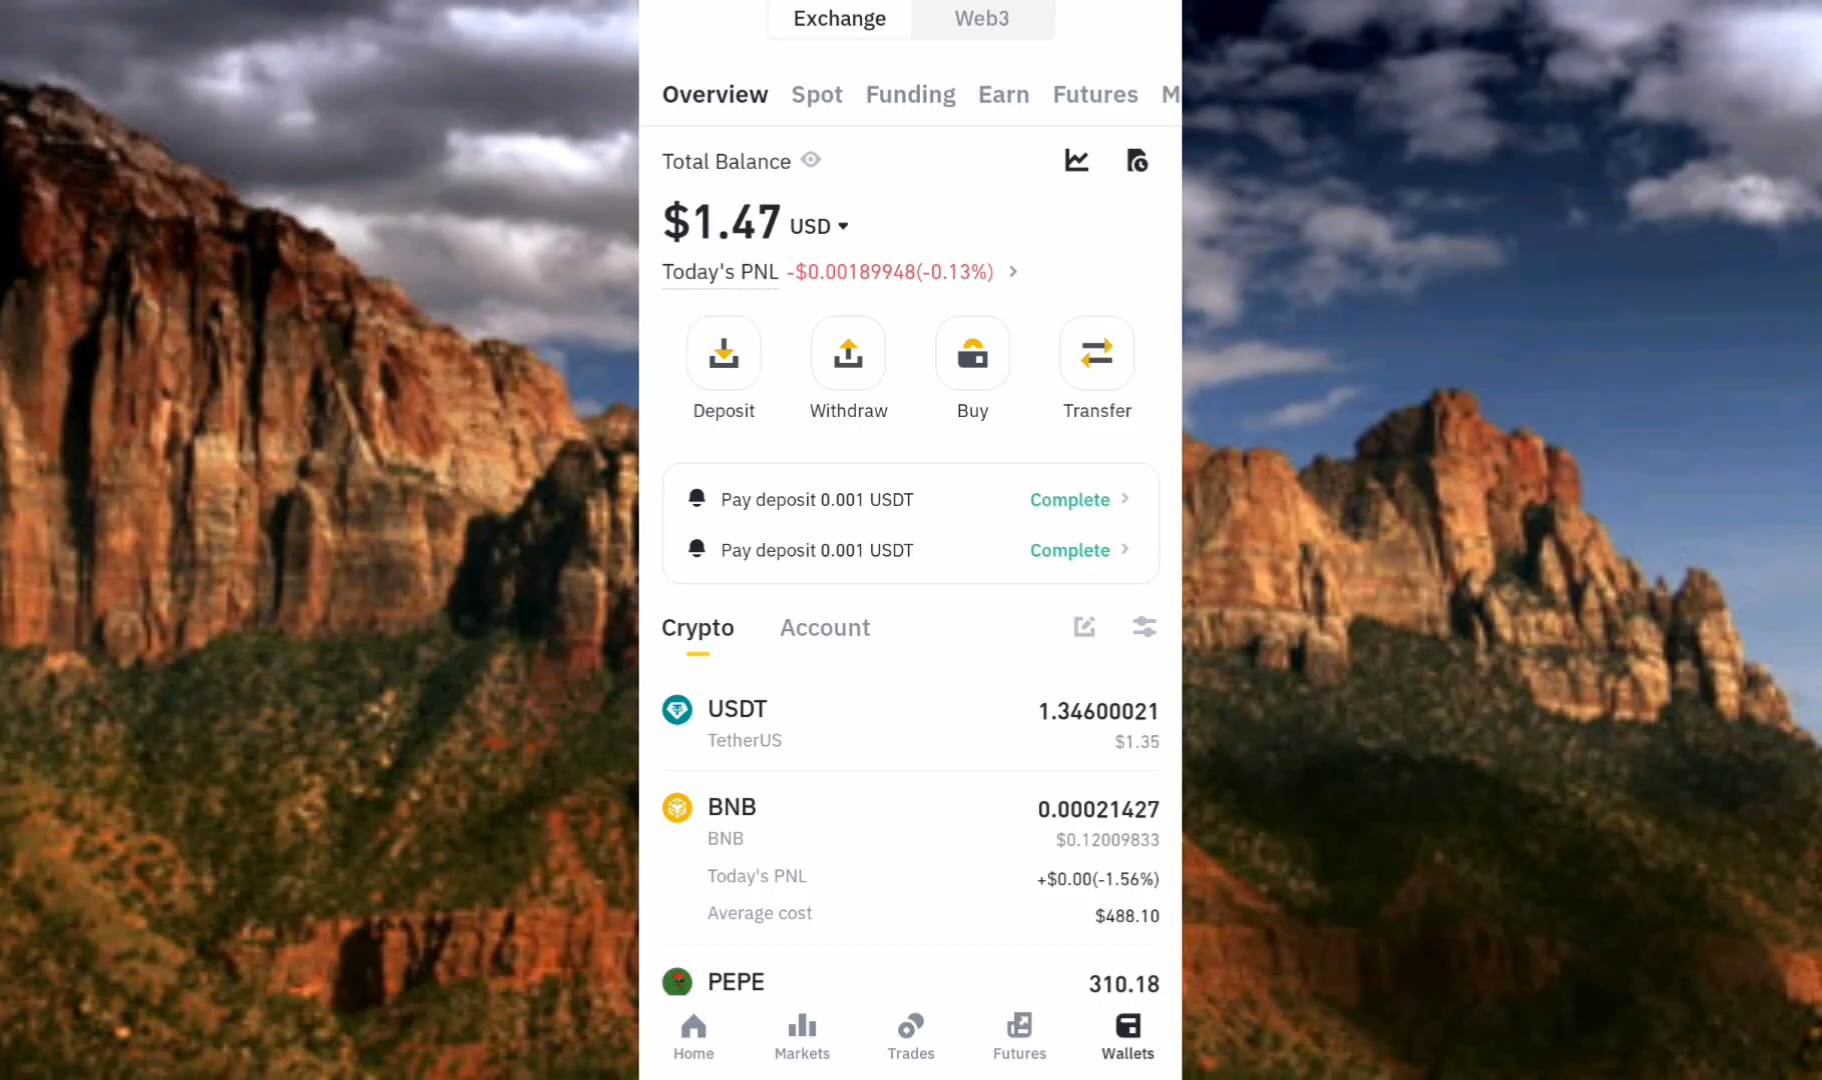 Exchange Web3
Overview Spot Funding Earn Futures M
Total Balance
$1.47 USD
Today's PNL -$0.00189948(-0.13%)
Deposit Withdraw Buy Transfer
Pay deposit 0.001 USDT Complete
Pay deposit 0.001 USDT Complete
Crypto Account
USDT 1.34600021
TetherUS $1.35
BNB 0.00021427
BNB $0.12009833
Today's PNL +$0.00(-1.56%)
Average cost $488.10
PEPE 310.18
Home Markets Trades Futures Wallets